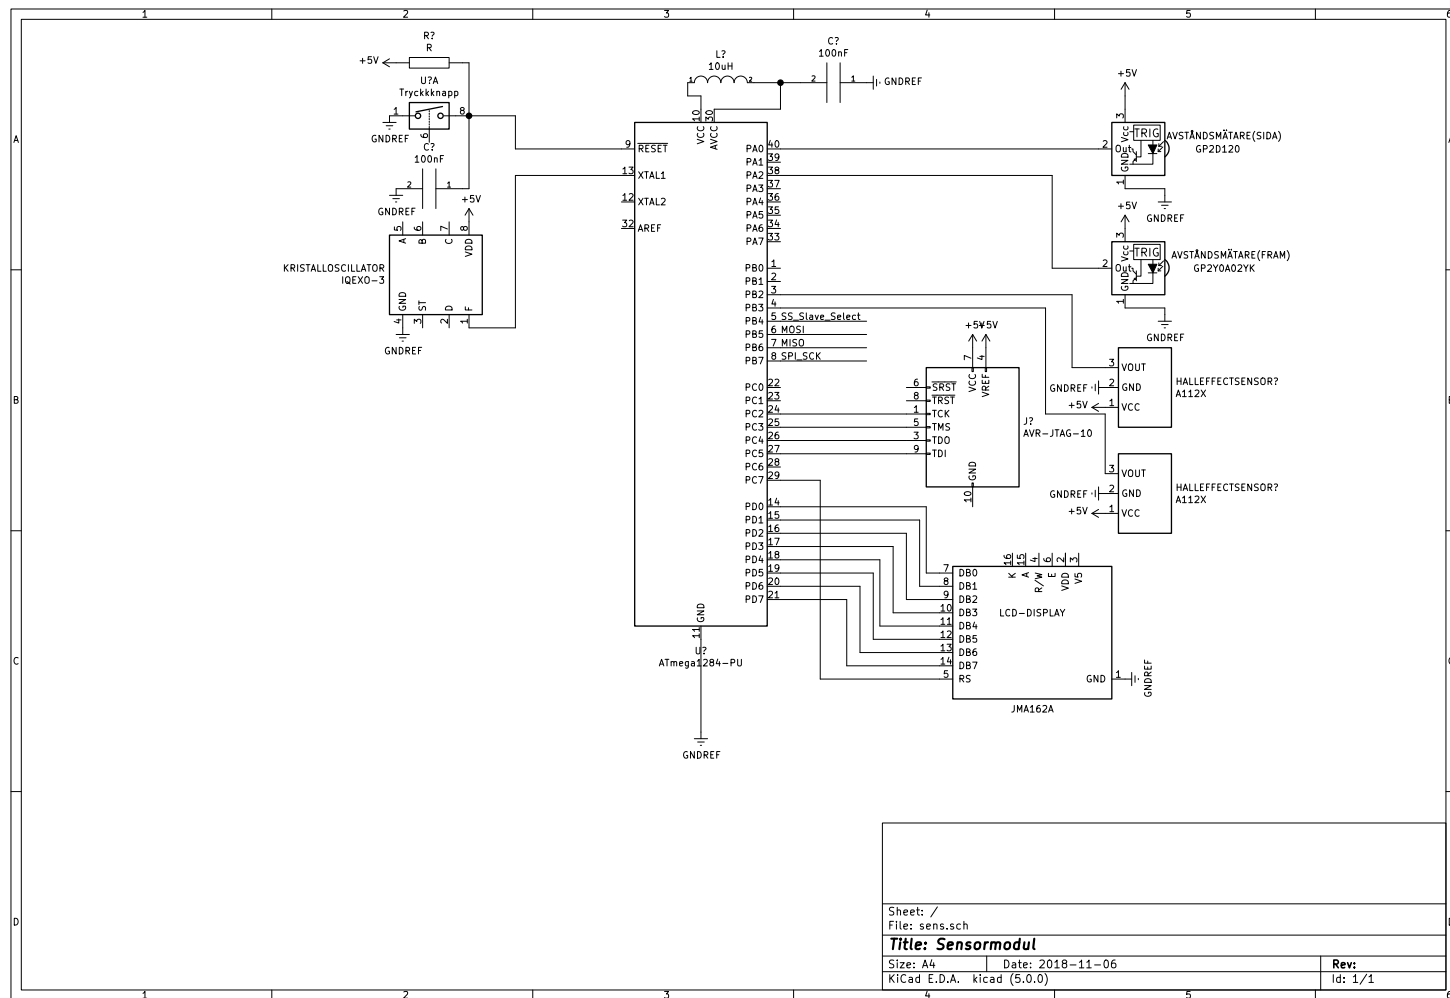 1 2 3 4 5 6
A
B
C
D
R?
R
+5V
U?A
Tryckkknapp
1 8
6
GNDREF
C?
100nF
2 1
GNDREF
+5V
5 6 7 8
A B C VDD
KRISTALLOSCILLATOR
IQEXO-3
GND ST D F
4 3 2 1
GNDREF
L?
10uH
1 2
C?
100nF
2 1
GNDREF
10 30
VCC AVCC
9 RESET
13 XTAL1
12 XTAL2
32 AREF
PA0 40
PA1 39
PA2 38
PA3 37
PA4 36
PA5 35
PA6 34
PA7 33
PB0 1
PB1 2
PB2 3
PB3 4
PB4 5 SS_Slave_Select
PB5 6 MOSI
PB6 7 MISO
PB7 8 SPI_SCK
PC0 22
PC1 23
PC2 24
PC3 25
PC4 26
PC5 27
PC6 28
PC7 29
PD0 14
PD1 15
PD2 16
PD3 17
PD4 18
PD5 19
PD6 20
PD7 21
GND
11
U?
ATmega1284-PU
GNDREF
+5V
3
Vcc TRIG
2 Out
GND
1
AVSTÅNDSMÄTARE(SIDA)
GP2D120
GNDREF
+5V
3
Vcc TRIG
2 Out
GND
1
AVSTÅNDSMÄTARE(FRAM)
GP2Y0A02YK
GNDREF
3 VOUT
GNDREF 2 GND
+5V 1 VCC
HALLEFFECTSENSOR?
A112X
3 VOUT
GNDREF 2 GND
+5V 1 VCC
HALLEFFECTSENSOR?
A112X
+5V +5V
7 4
VCC VREF
6 SRST
8 TRST
1 TCK
5 TMS
3 TDO
9 TDI
GND
10
J?
AVR-JTAG-10
16 15 4 6 2 3
K A R/W E VDD V5
7 DB0
8 DB1
9 DB2
10 DB3
11 DB4
12 DB5
13 DB6
14 DB7
5 RS
LCD-DISPLAY
GND 1
GNDREF
JMA162A
Sheet: /
File: sens.sch
Title: Sensormodul
Size: A4 Date: 2018-11-06 Rev:
KiCad E.D.A. kicad (5.0.0) Id: 1/1
1 2 3 4 5 6